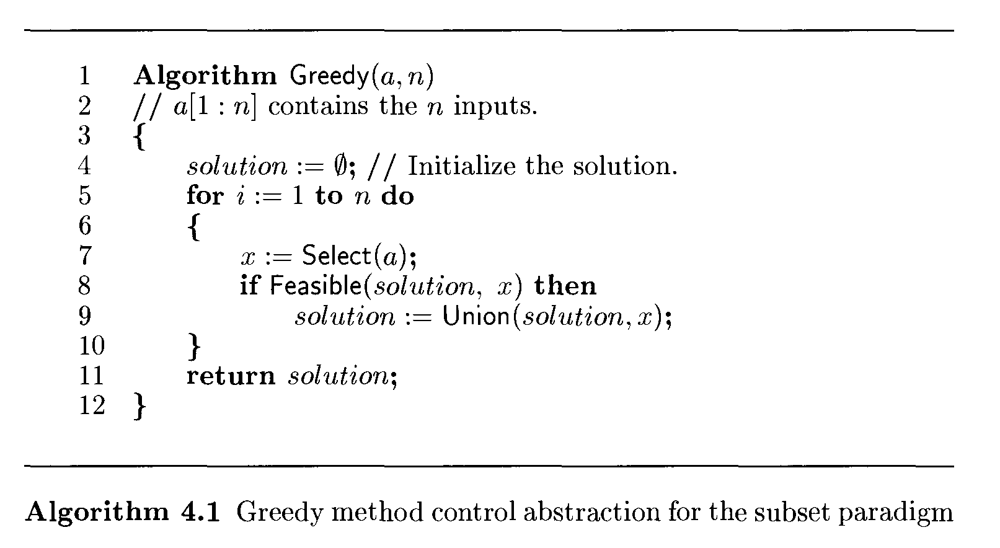 1 Algorithm Greedy(a, n)
2 // a[1 : n] contains the n inputs.
3 {
4 solution := ∅; // Initialize the solution.
5 for i := 1 to n do
6 {
7 x := Select(a);
8 if Feasible(solution, x) then
9 solution := Union(solution, x);
10 }
11 return solution;
12 }
Algorithm 4.1 Greedy method control abstraction for the subset paradigm